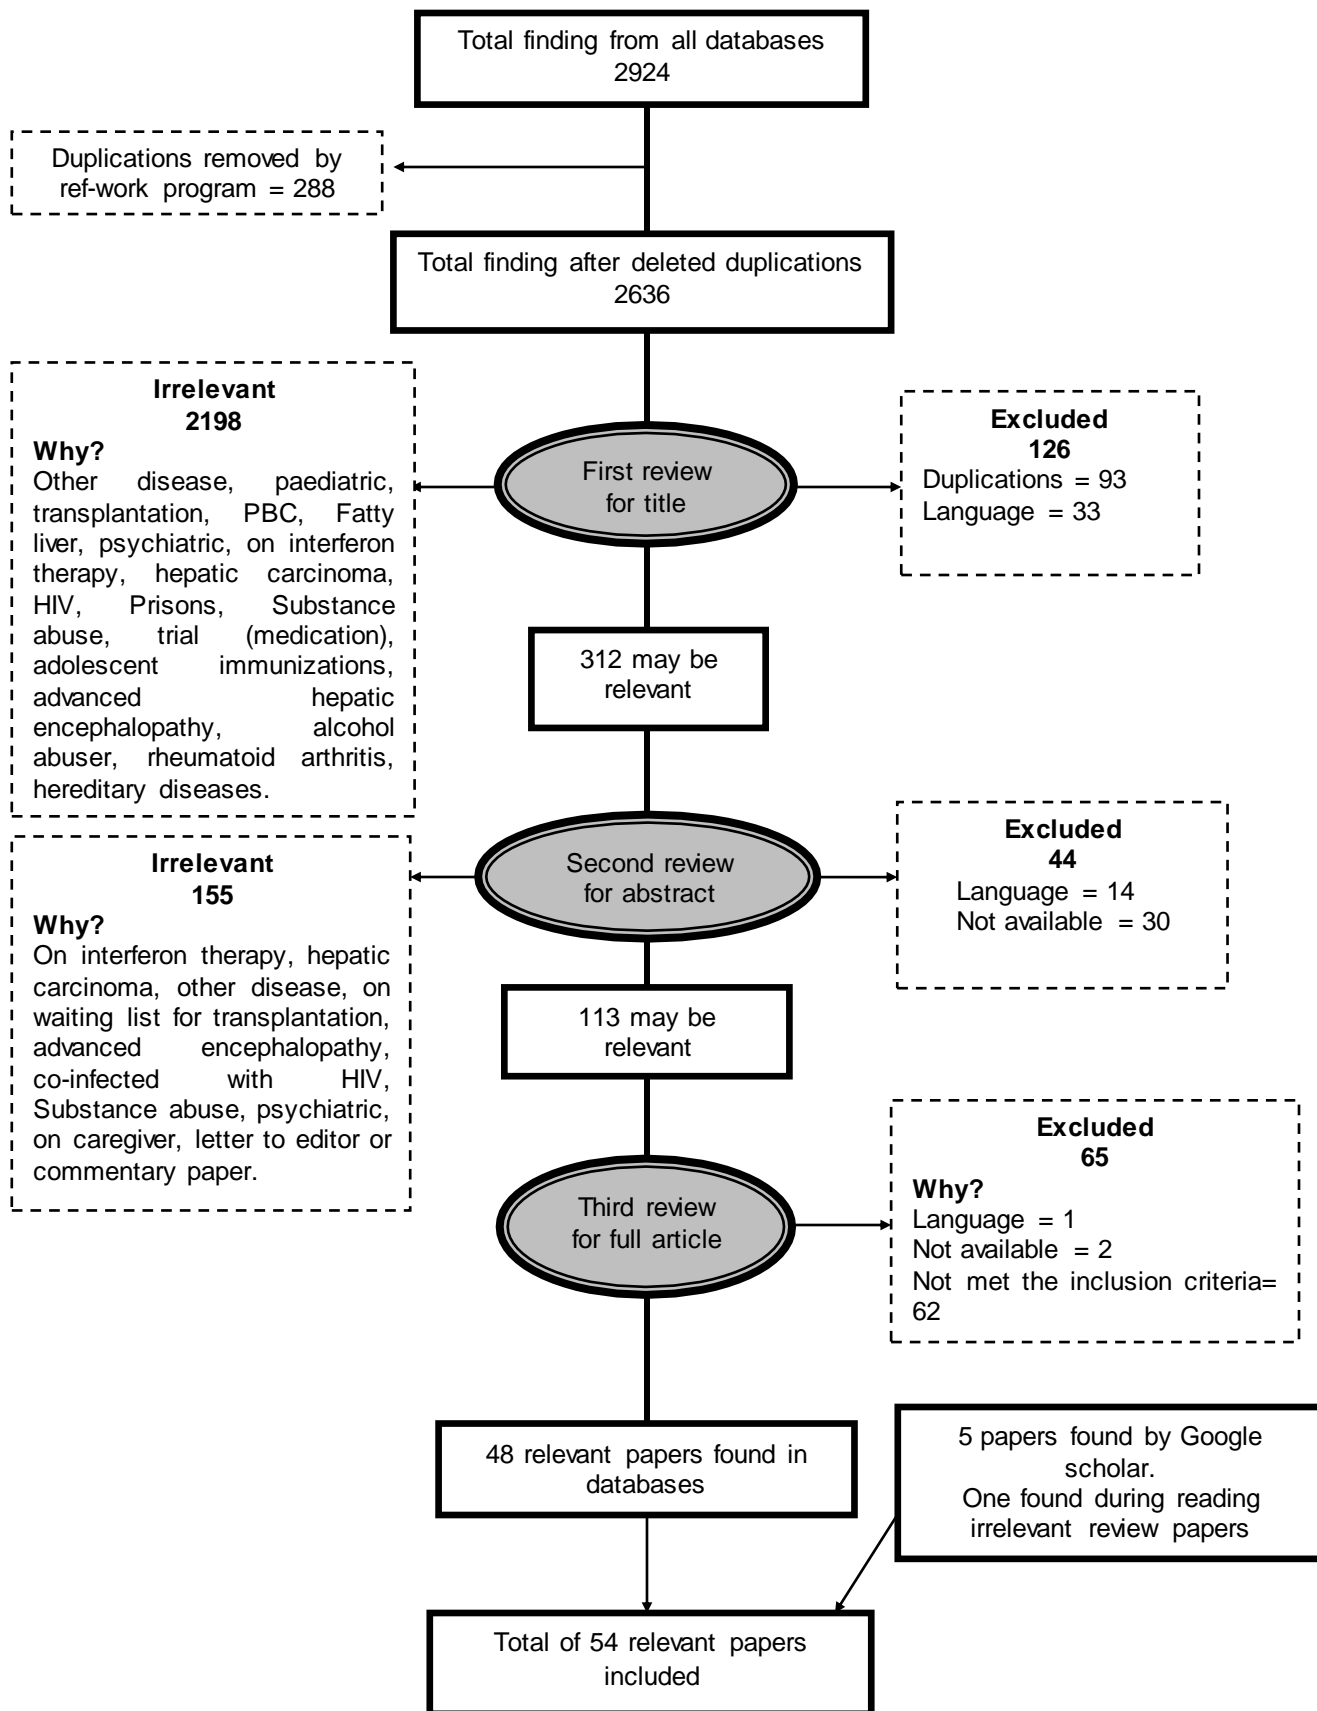 Total finding from all databases
2924
Duplications removed by
ref-work program = 288
Total finding after deleted duplications
2636
Irrelevant
2198
Why?
Other disease, paediatric,
transplantation, PBC, Fatty
liver, psychiatric, on interferon
therapy, hepatic carcinoma,
HIV, Prisons, Substance
abuse, trial (medication),
adolescent immunizations,
advanced hepatic
encephalopathy, alcohol
abuser, rheumatoid arthritis,
hereditary diseases.
First review
for title
Excluded
126
Duplications = 93
Language = 33
312 may be
relevant
Irrelevant
155
Why?
On interferon therapy, hepatic
carcinoma, other disease, on
waiting list for transplantation,
advanced encephalopathy,
co-infected with HIV,
Substance abuse, psychiatric,
on caregiver, letter to editor or
commentary paper.
Second review
for abstract
Excluded
44
Language = 14
Not available = 30
113 may be
relevant
Third review
for full article
Excluded
65
Why?
Language = 1
Not available = 2
Not met the inclusion criteria=
62
48 relevant papers found in
databases
5 papers found by Google
scholar.
One found during reading
irrelevant review papers
Total of 54 relevant papers
included